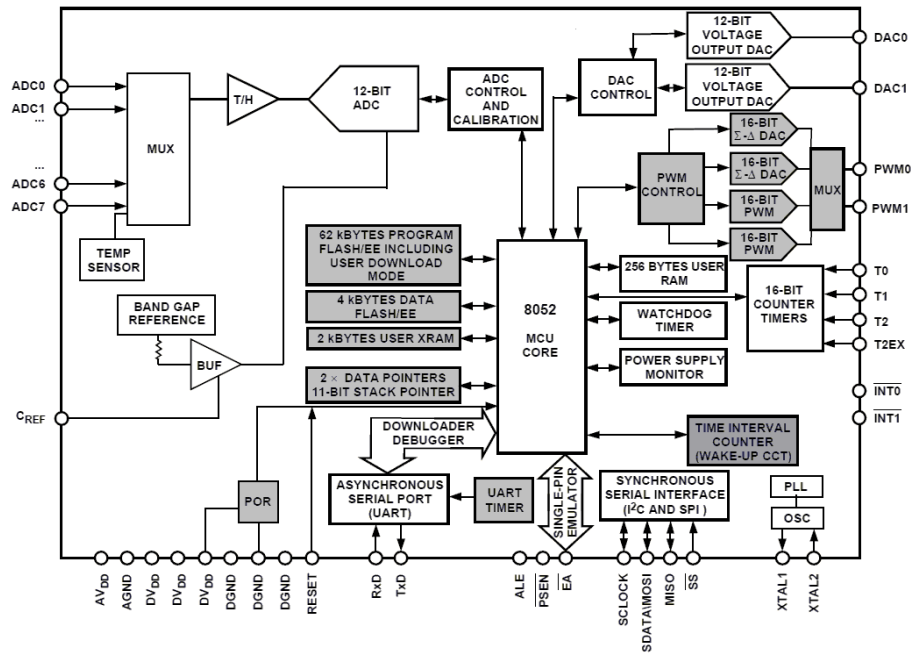 12-BIT
VOLTAGE
OUTPUT DAC
DAC0
12-BIT
VOLTAGE
OUTPUT DAC
DAC1
DAC
CONTROL
ADC
CONTROL
AND
CALIBRATION
12-BIT
ADC
T/H
MUX
ADC0
ADC1
...
...
ADC6
ADC7
TEMP
SENSOR
16-BIT
Σ-Δ DAC
16-BIT
Σ-Δ DAC
16-BIT
PWM
16-BIT
PWM
PWM
CONTROL
MUX
PWM0
PWM1
62 kBYTES PROGRAM
FLASH/EE INCLUDING
USER DOWNLOAD
MODE
4 kBYTES DATA
FLASH/EE
2 kBYTES USER XRAM
2 × DATA POINTERS
11-BIT STACK POINTER
8052
MCU
CORE
256 BYTES USER
RAM
WATCHDOG
TIMER
POWER SUPPLY
MONITOR
16-BIT
COUNTER
TIMERS
T0
T1
T2
T2EX
INT0
INT1
BAND GAP
REFERENCE
BUF
CREF
DOWNLOADER
DEBUGGER
TIME INTERVAL
COUNTER
(WAKE-UP CCT)
POR
ASYNCHRONOUS
SERIAL PORT
(UART)
UART
TIMER
SINGLE-PIN
EMULATOR
SYNCHRONOUS
SERIAL INTERFACE
(I2C AND SPI )
PLL
OSC
AVDD
AGND
DVDD
DVDD
DVDD
DGND
DGND
DGND
RESET
RxD
TxD
ALE
PSEN
EA
SCLOCK
SDATA\MOSI
MISO
SS
XTAL1
XTAL2